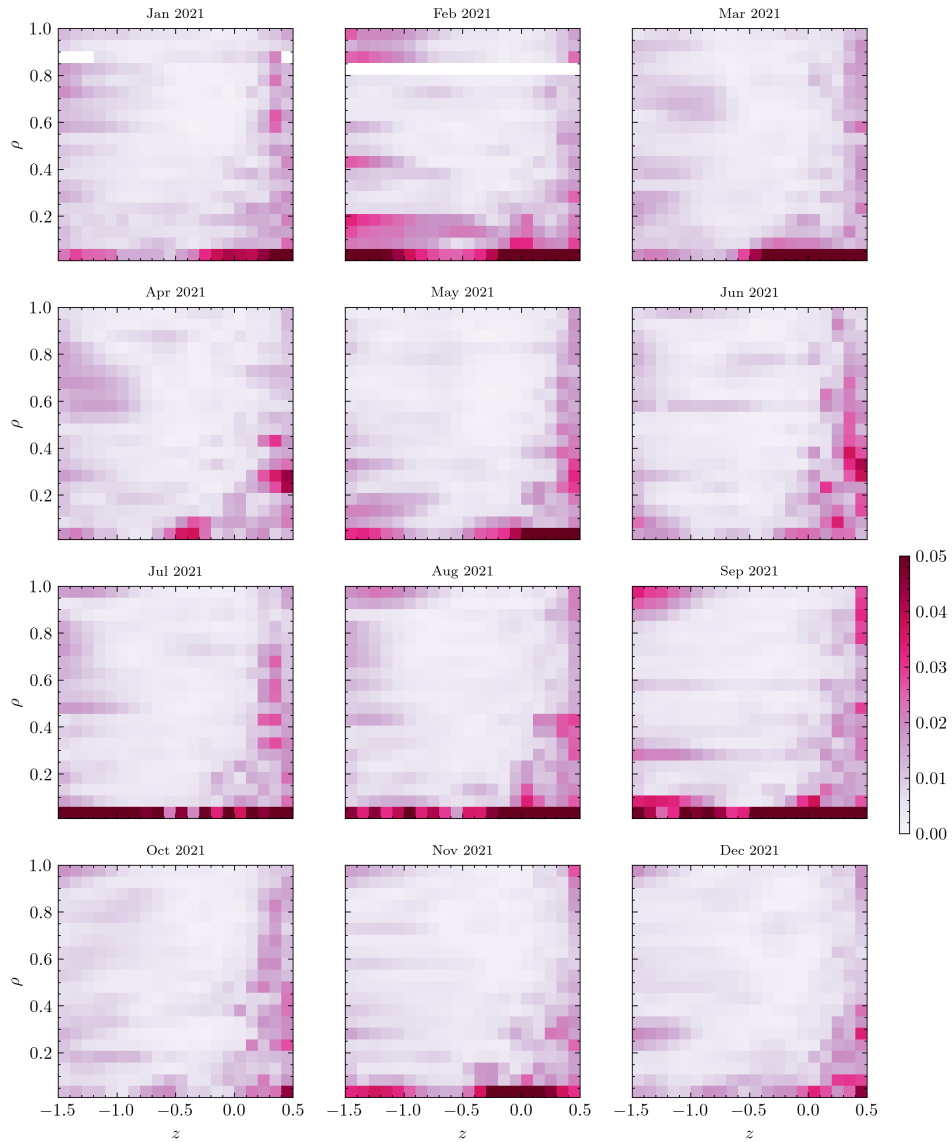 Jan 2021 Feb 2021 Mar 2021
1.0
0.8
0.6
ρ
0.4
0.2
Apr 2021 May 2021 Jun 2021
1.0
0.8
0.6
ρ
0.4
0.2
0.05
Jul 2021 Aug 2021 Sep 2021
1.0
0.04
0.8
0.03
0.6
ρ
0.02
0.4
0.01
0.2
0.00
Oct 2021 Nov 2021 Dec 2021
1.0
0.8
0.6
ρ
0.4
0.2
−1.5 −1.0 −0.5 0.0 0.5 −1.5 −1.0 −0.5 0.0 0.5 −1.5 −1.0 −0.5 0.0 0.5
z z z